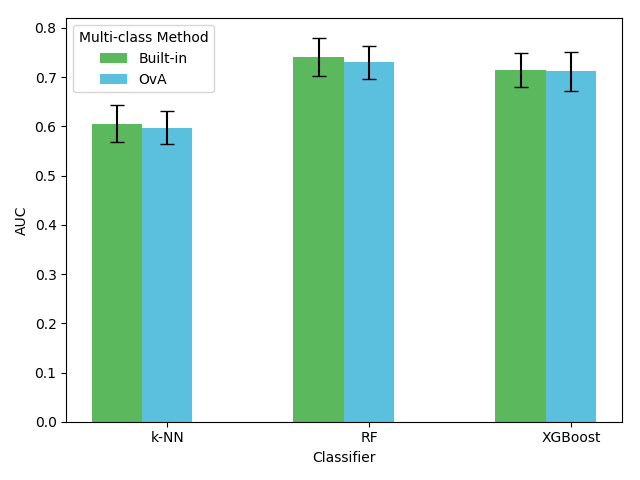 Multi-class Method
Built-in
OvA
0.8
0.7
0.6
0.5
0.4
0.3
0.2
0.1
0.0
AUC
k-NN
RF
XGBoost
Classifier